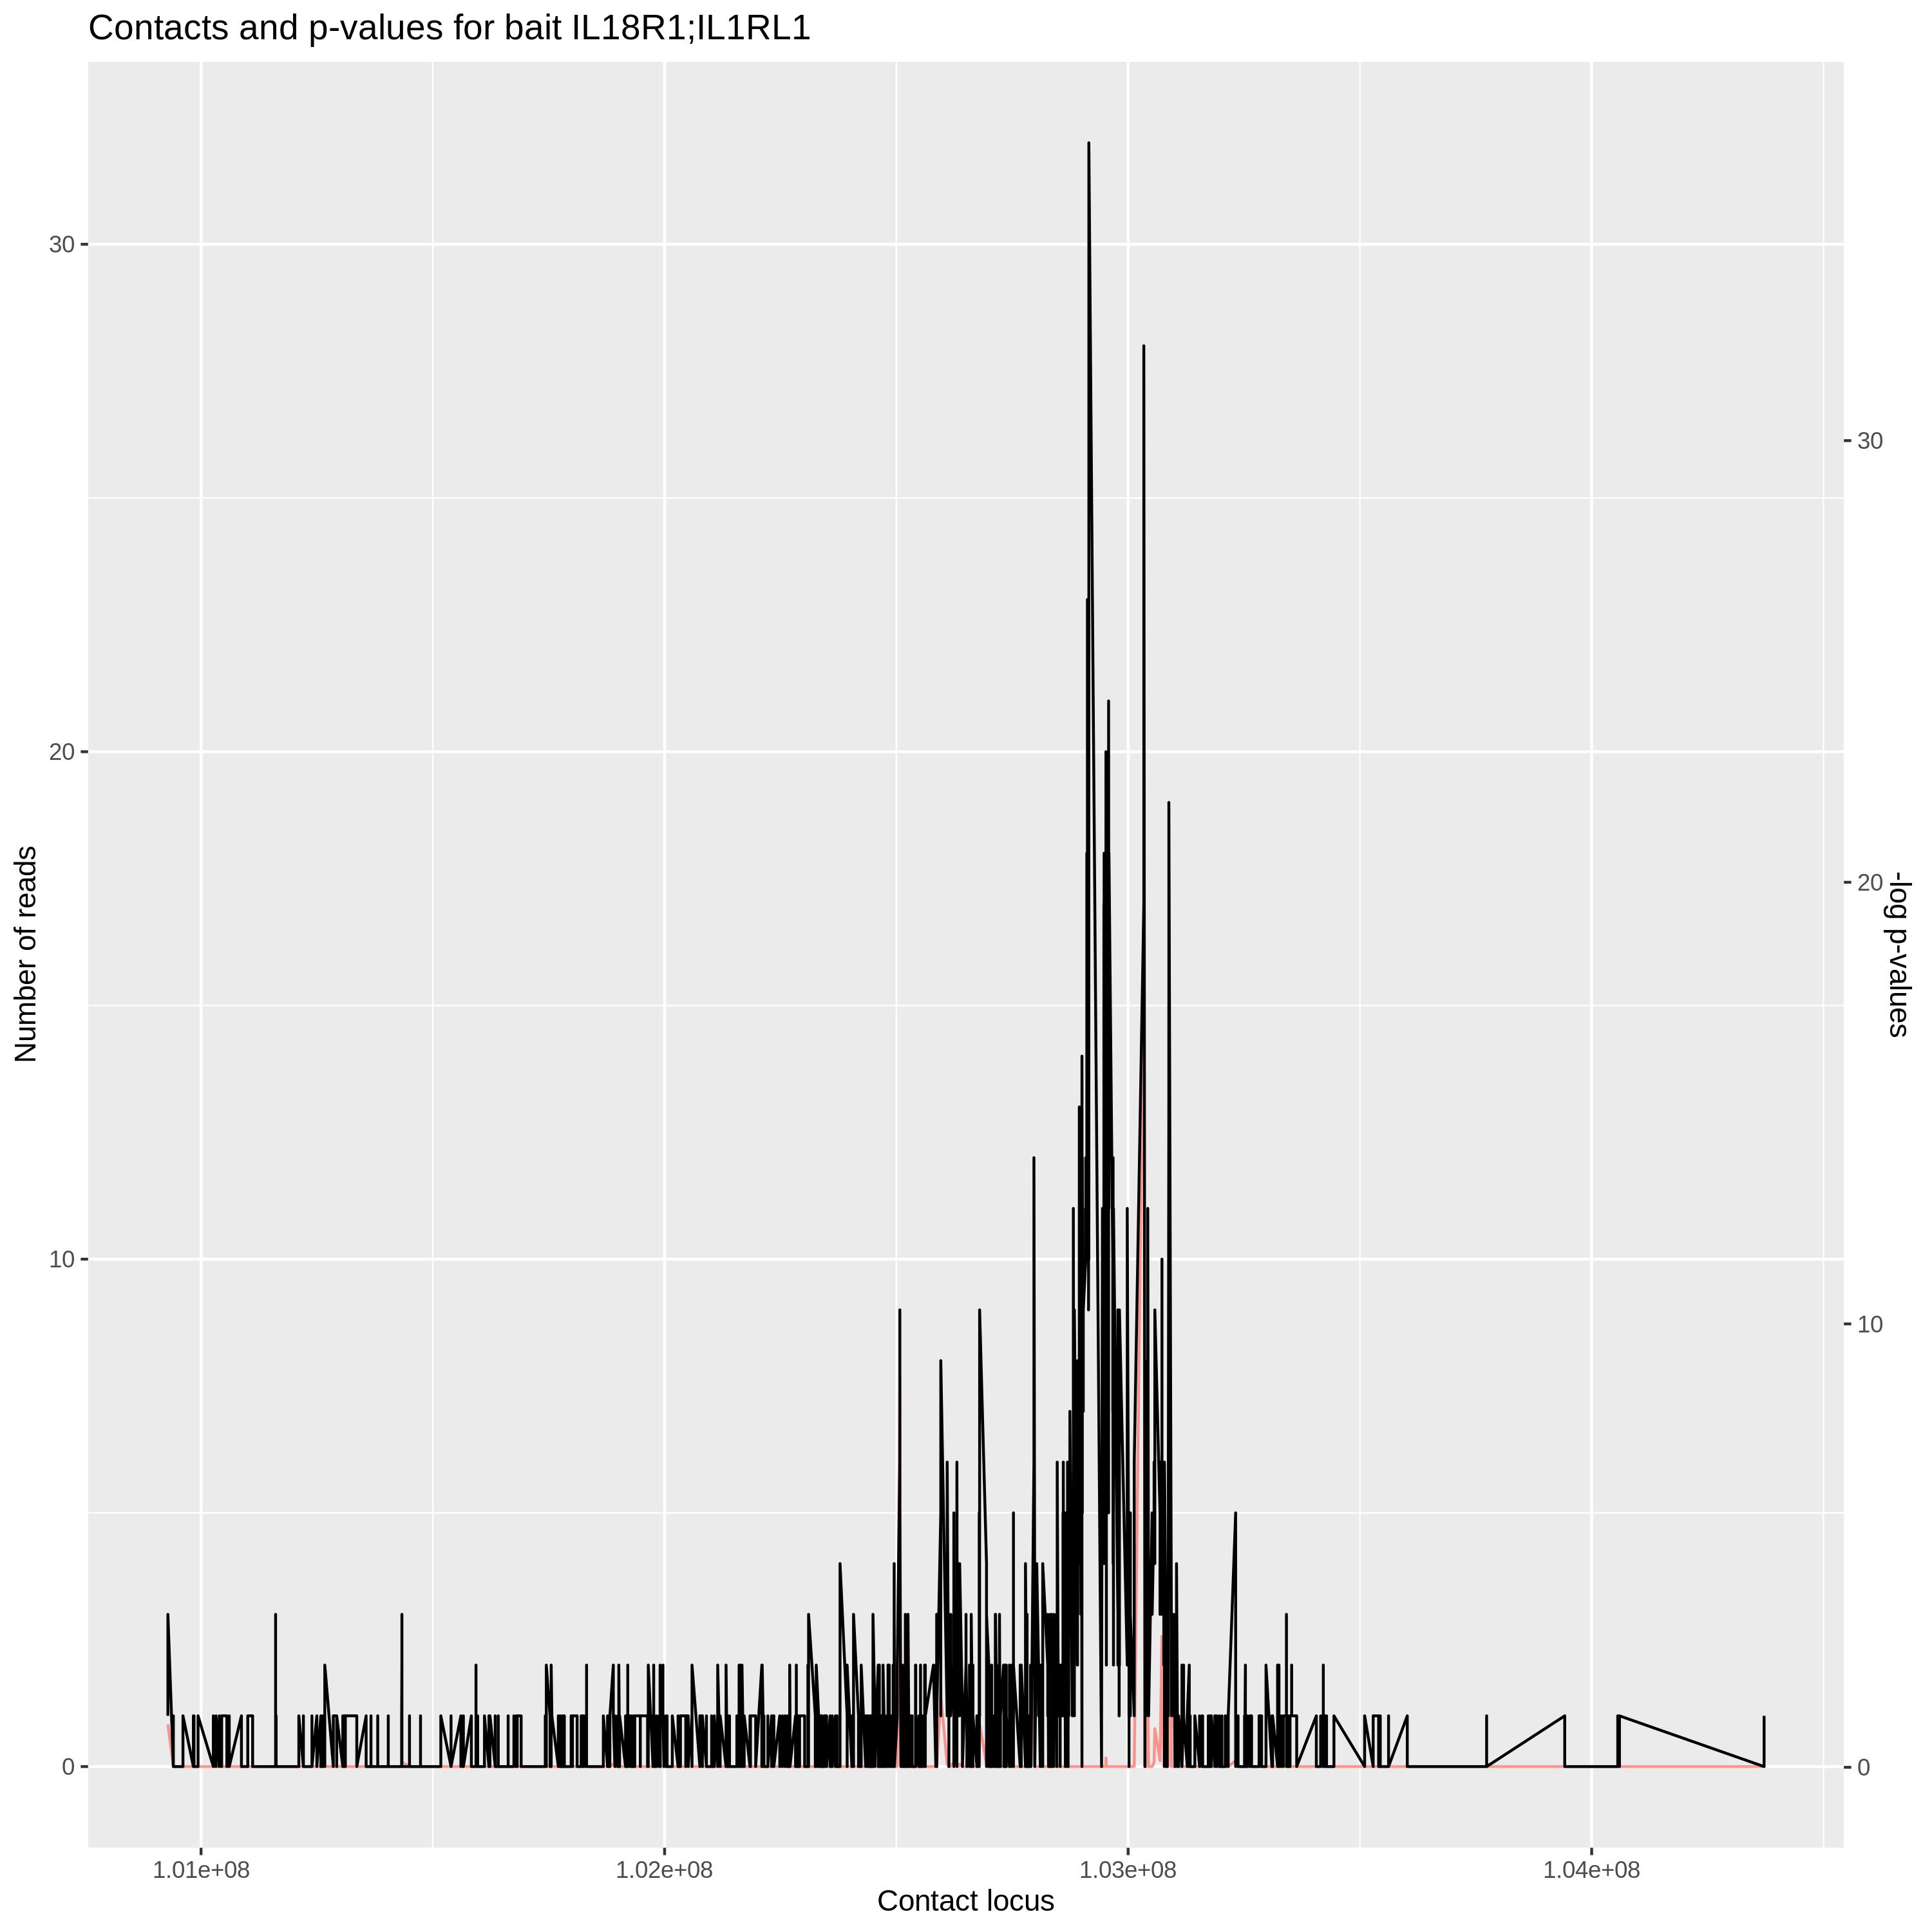 Contacts and p-values for bait IL18R1;IL1RL1
30
20
10
0
Number of reads
30
20
10
0
-log p-values
1.01e+08
1.02e+08
1.03e+08
1.04e+08
Contact locus